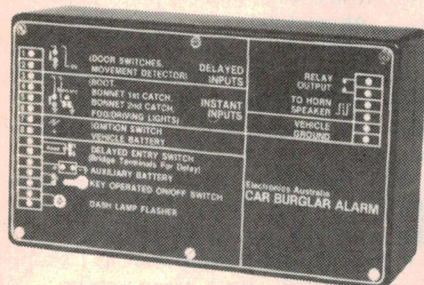 (DOOR SWITCHES,
MOVEMENT DETECTOR)
DELAYED
INPUTS
(BOOT
BONNET 1st CATCH,
BONNET 2nd CATCH,
FOG/DRIVING LIGHTS)
INSTANT
INPUTS
IGNITION SWITCH
VEHICLE BATTERY
DELAYED ENTRY SWITCH
(Bridge Terminals For Delay)
AUXILIARY BATTERY
KEY OPERATED ON/OFF SWITCH
DASH LAMP FLASHER
RELAY
OUTPUT
TO HORN
SPEAKER
VEHICLE
GROUND
Electronics Australia
CAR BURGLAR ALARM